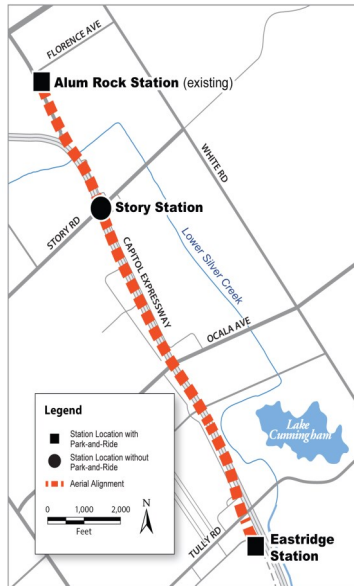 FLORENCE AVE
Alum Rock Station (existing)
WHITE RD
Story Station
STORY RD
CAPITOL EXPRESSWAY
Lower Silver Creek
OCALA AVE
Lake
Cunningham
Legend
Station Location with
Park-and-Ride
Station Location without
Park-and-Ride
Aerial Alignment
0 1,000 2,000
Feet
N
TULLY RD
Eastridge
Station